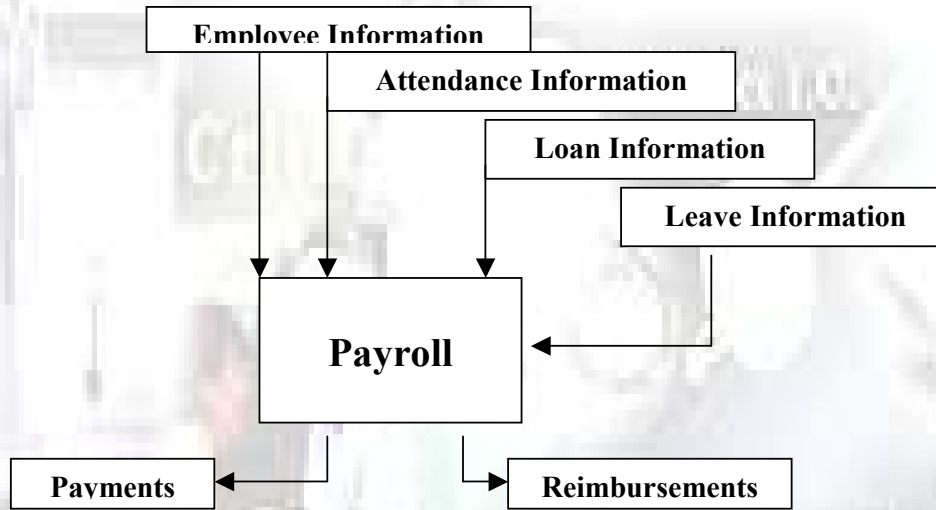 Employee Information
Attendance Information
Loan Information
Leave Information
Payroll
Payments
Reimbursements